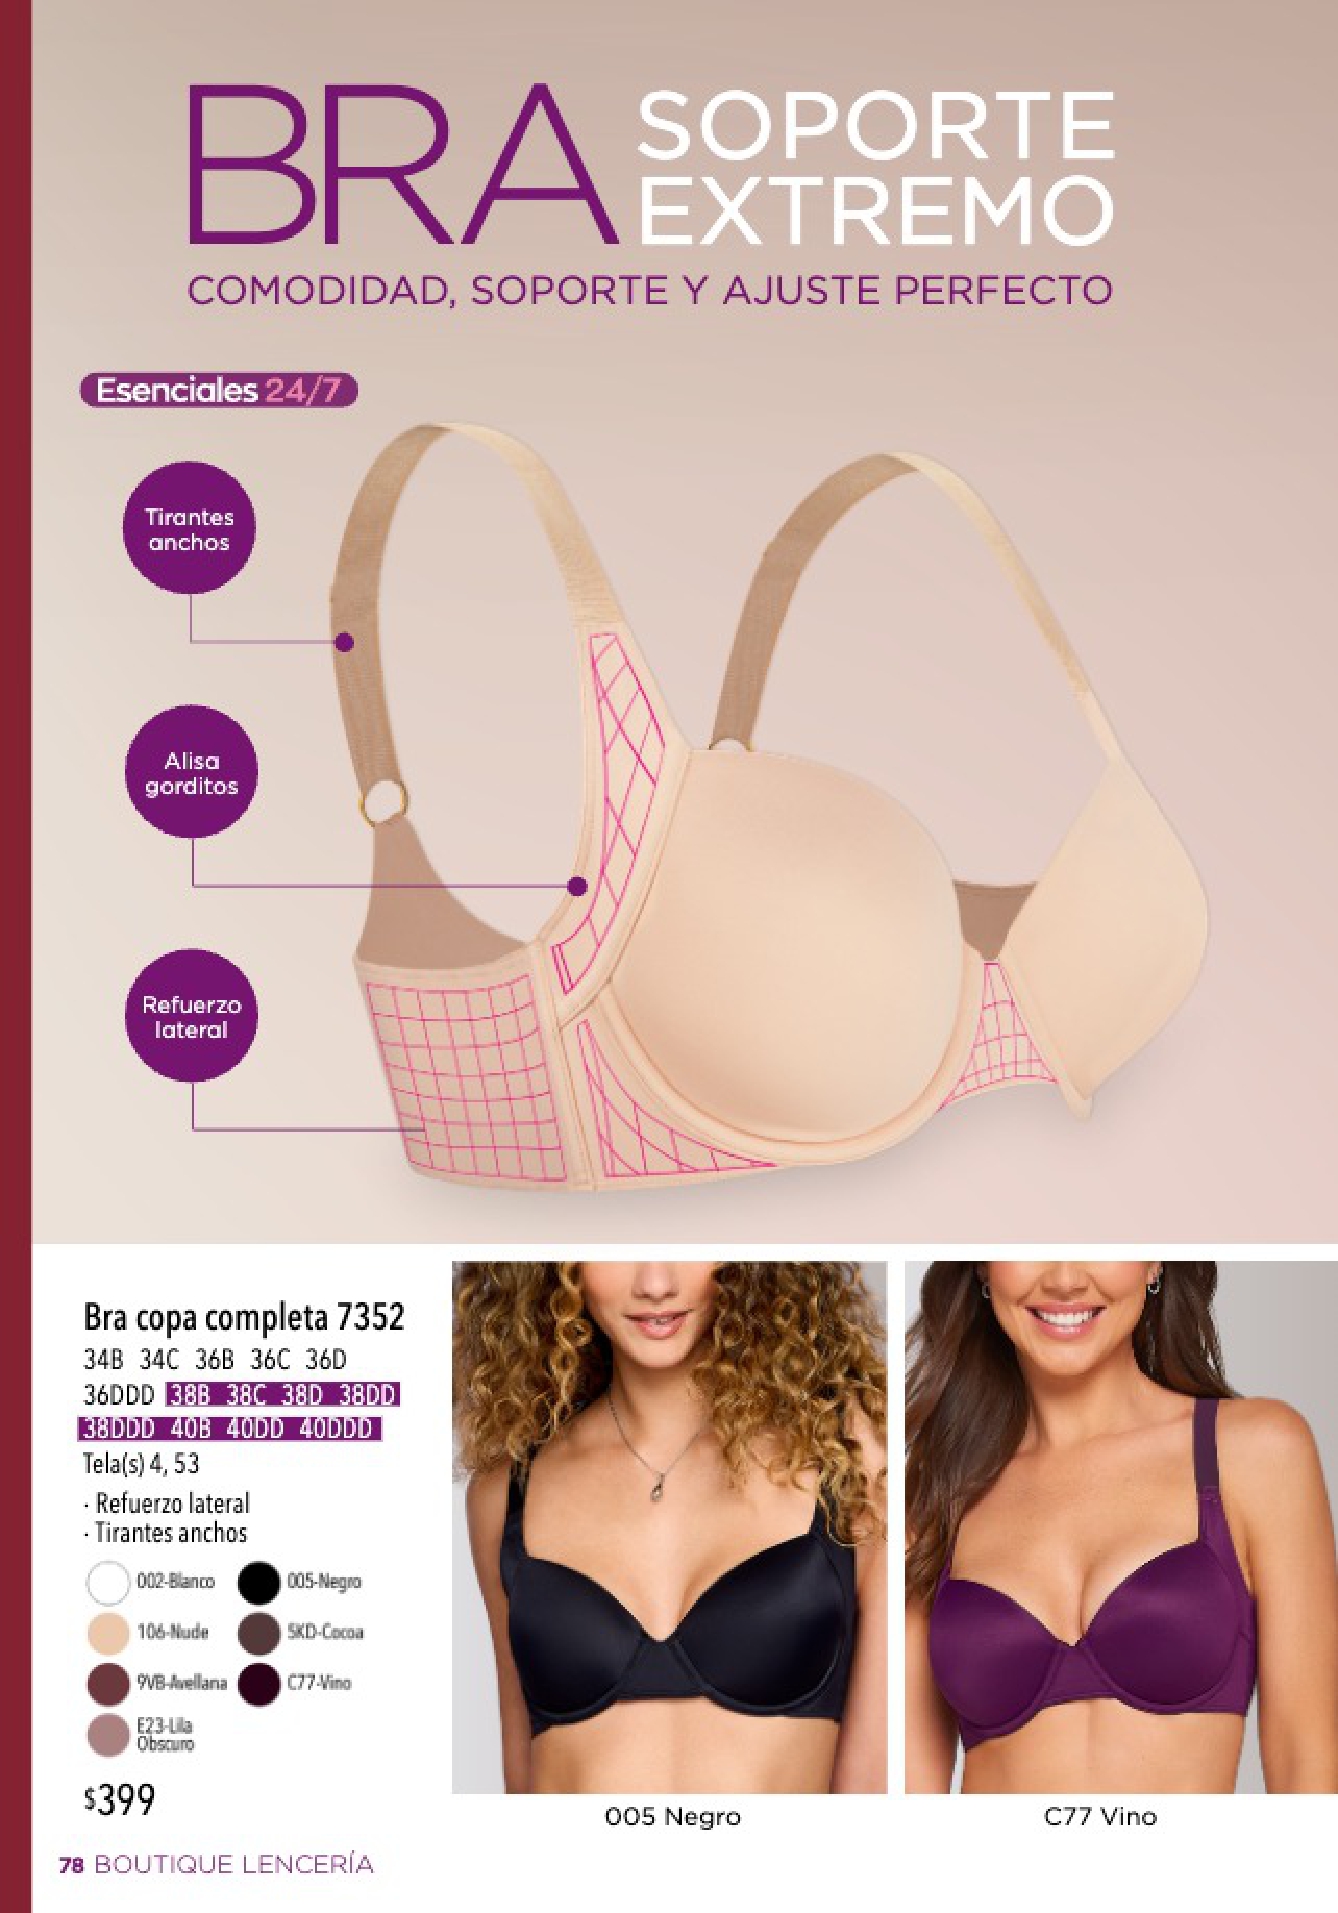 BRA SOPORTE
EXTREMO
COMODIDAD, SOPORTE Y AJUSTE PERFECTO
Esenciales 24/7
Tirantes
anchos
Alisa
gorditos
Refuerzo
lateral
Bra copa completa 7352
34B 34C 36B 36C 36D
36DDD 38B 38C 38D 38DD
38DDD 40B 40DD 40DDD
Tela(s) 4, 53
- Refuerzo lateral
- Tirantes anchos
002-Blanco 005-Negro
106-Nude 5KD-Cocoa
9VB-Avellana C77-Vino
E23-Lila
Obscuro
$399
005 Negro
C77 Vino
78 BOUTIQUE LENCERÍA